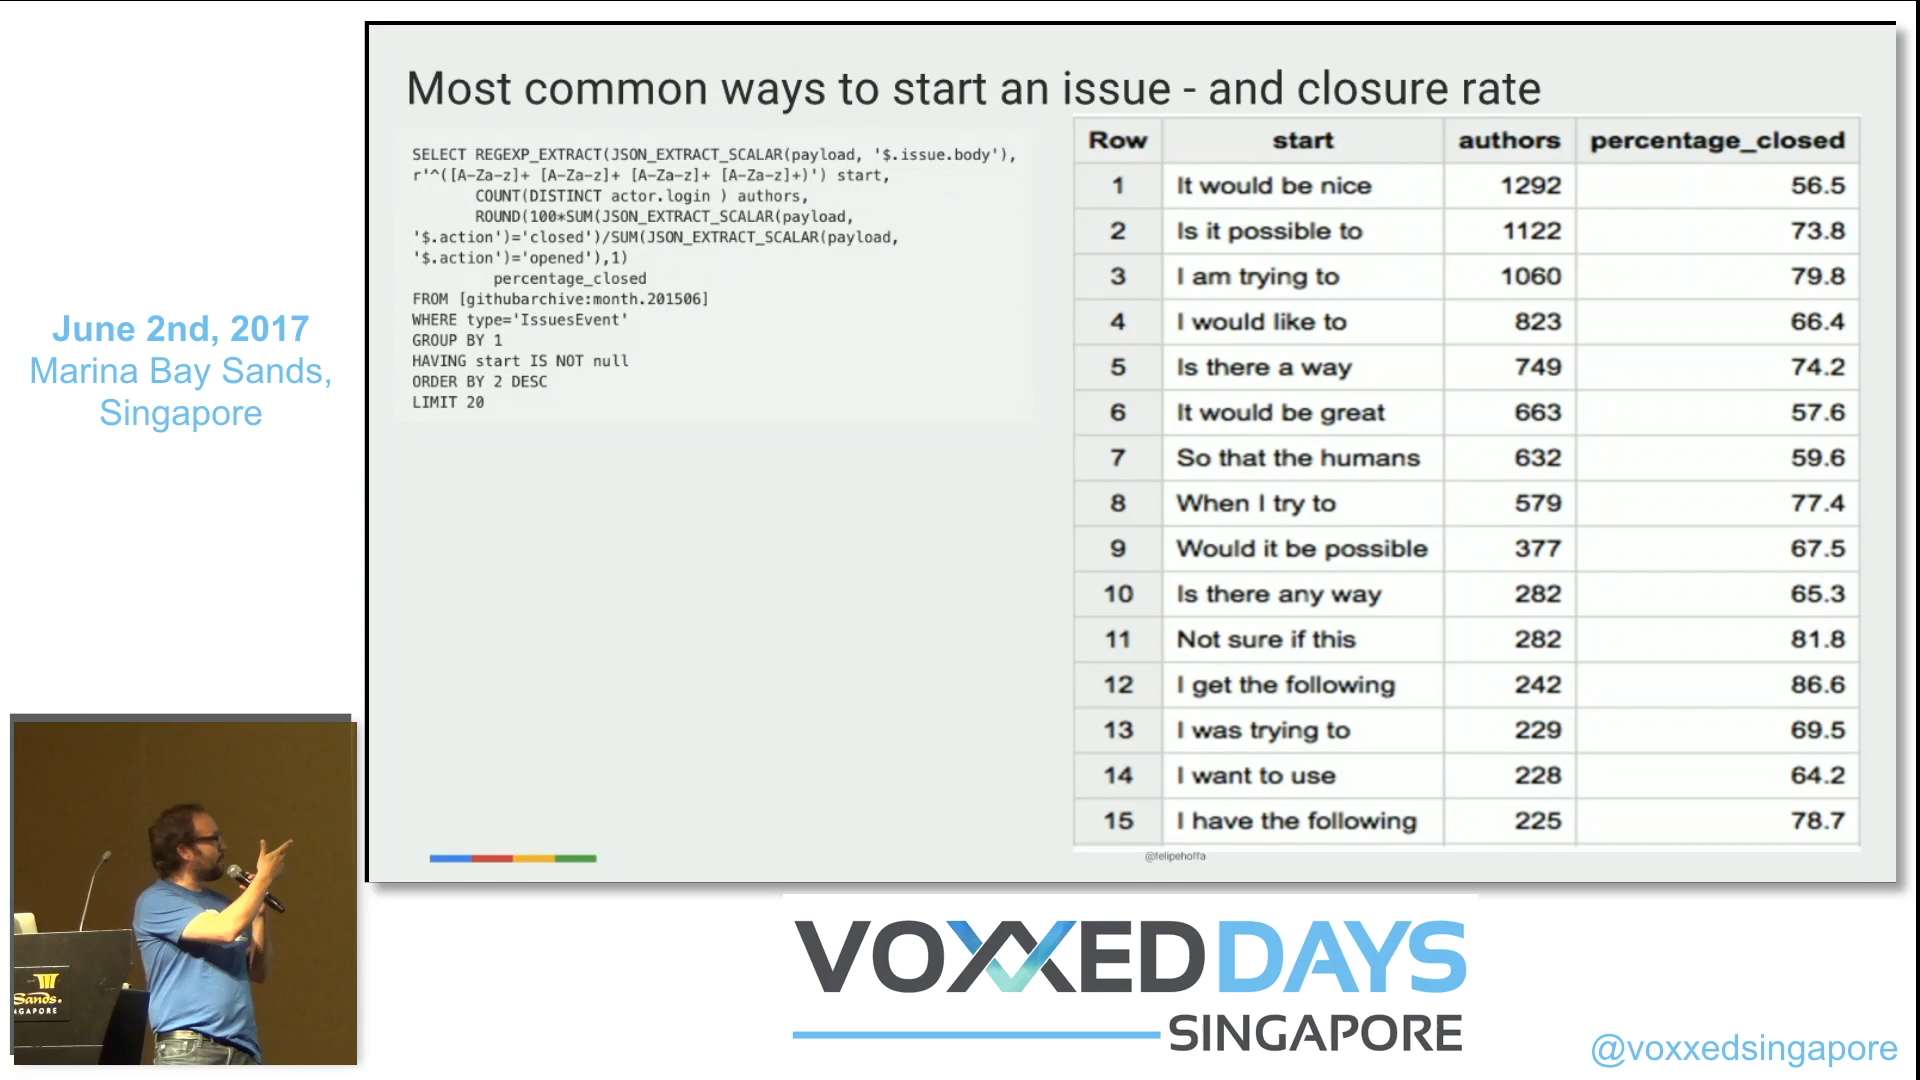 Most common ways to start an issue - and closure rate
SELECT REGEXP_EXTRACT(JSON_EXTRACT_SCALAR(payload, '$.issue.body'),
r'^([A-Za-z]+ [A-Za-z]+ [A-Za-z]+ [A-Za-z]+)') start,
COUNT(DISTINCT actor.login ) authors,
ROUND(100*SUM(JSON_EXTRACT_SCALAR(payload,
'$.action')='closed')/SUM(JSON_EXTRACT_SCALAR(payload,
'$.action')='opened'),1)
percentage_closed
FROM [githubarchive:month.201506]
WHERE type='IssuesEvent'
GROUP BY 1
HAVING start IS NOT null
ORDER BY 2 DESC
LIMIT 20
Row start authors percentage_closed
1 It would be nice 1292 56.5
2 Is it possible to 1122 73.8
3 I am trying to 1060 79.8
4 I would like to 823 66.4
5 Is there a way 749 74.2
6 It would be great 663 57.6
7 So that the humans 632 59.6
8 When I try to 579 77.4
9 Would it be possible 377 67.5
10 Is there any way 282 65.3
11 Not sure if this 282 81.8
12 I get the following 242 86.6
13 I was trying to 229 69.5
14 I want to use 228 64.2
15 I have the following 225 78.7
@felipehoffa
June 2nd, 2017
Marina Bay Sands,
Singapore
Sands.
NGAPORE
VOXXED DAYS
SINGAPORE
@voxxedsingapore